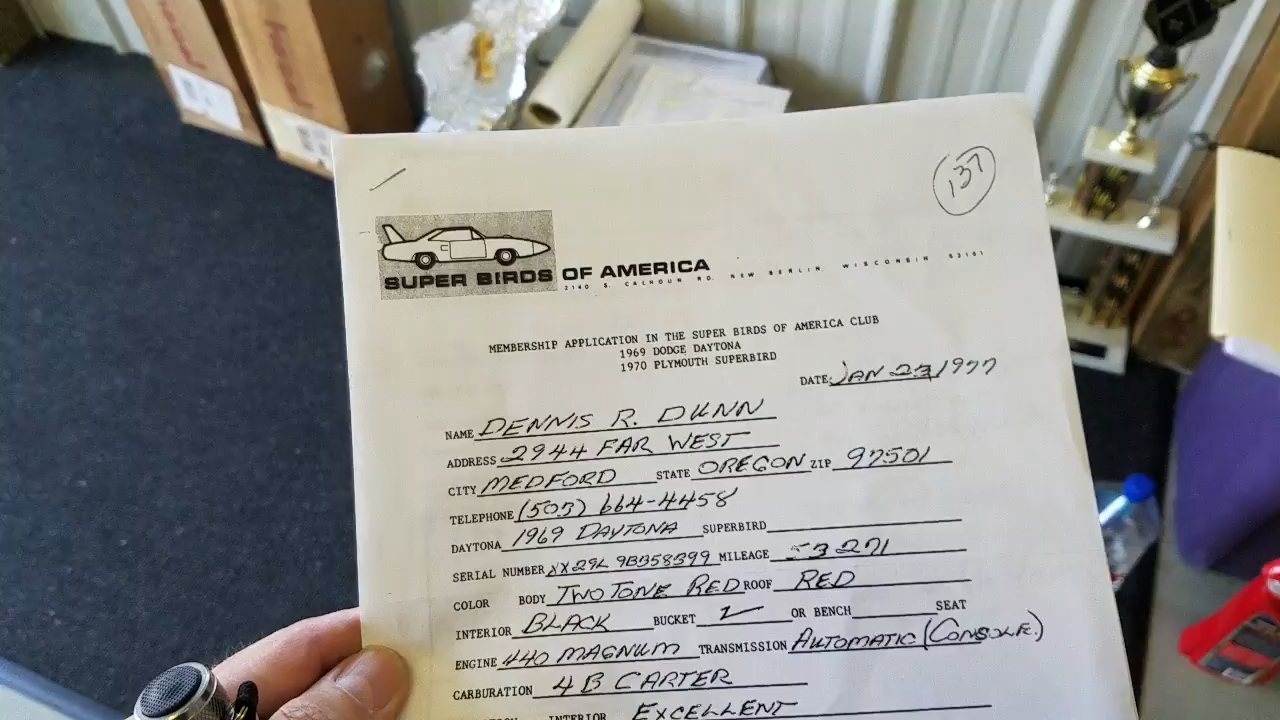 137
SUPER BIRDS OF AMERICA
2140 S. CALHOUN RD. NEW BERLIN, WISCONSIN 53151
MEMBERSHIP APPLICATION IN THE SUPER BIRDS OF AMERICA CLUB
1969 DODGE DAYTONA
1970 PLYMOUTH SUPERBIRD
DATE: JAN 23, 1977
NAME DENNIS R. DUNN
ADDRESS 2944 FAR WEST
CITY MEDFORD STATE OREGON ZIP 97501
TELEPHONE (503) 664-4458
DAYTONA 1969 DAYTONA SUPERBIRD
SERIAL NUMBER XX29L 9B358399 MILEAGE 53271
COLOR BODY TWO TONE RED ROOF RED
INTERIOR BLACK BUCKET ✓ OR BENCH SEAT
ENGINE 440 MAGNUM TRANSMISSION AUTOMATIC (CONSOLE)
CARBURATION 4B CARTER
INTERIOR EXCELLENT